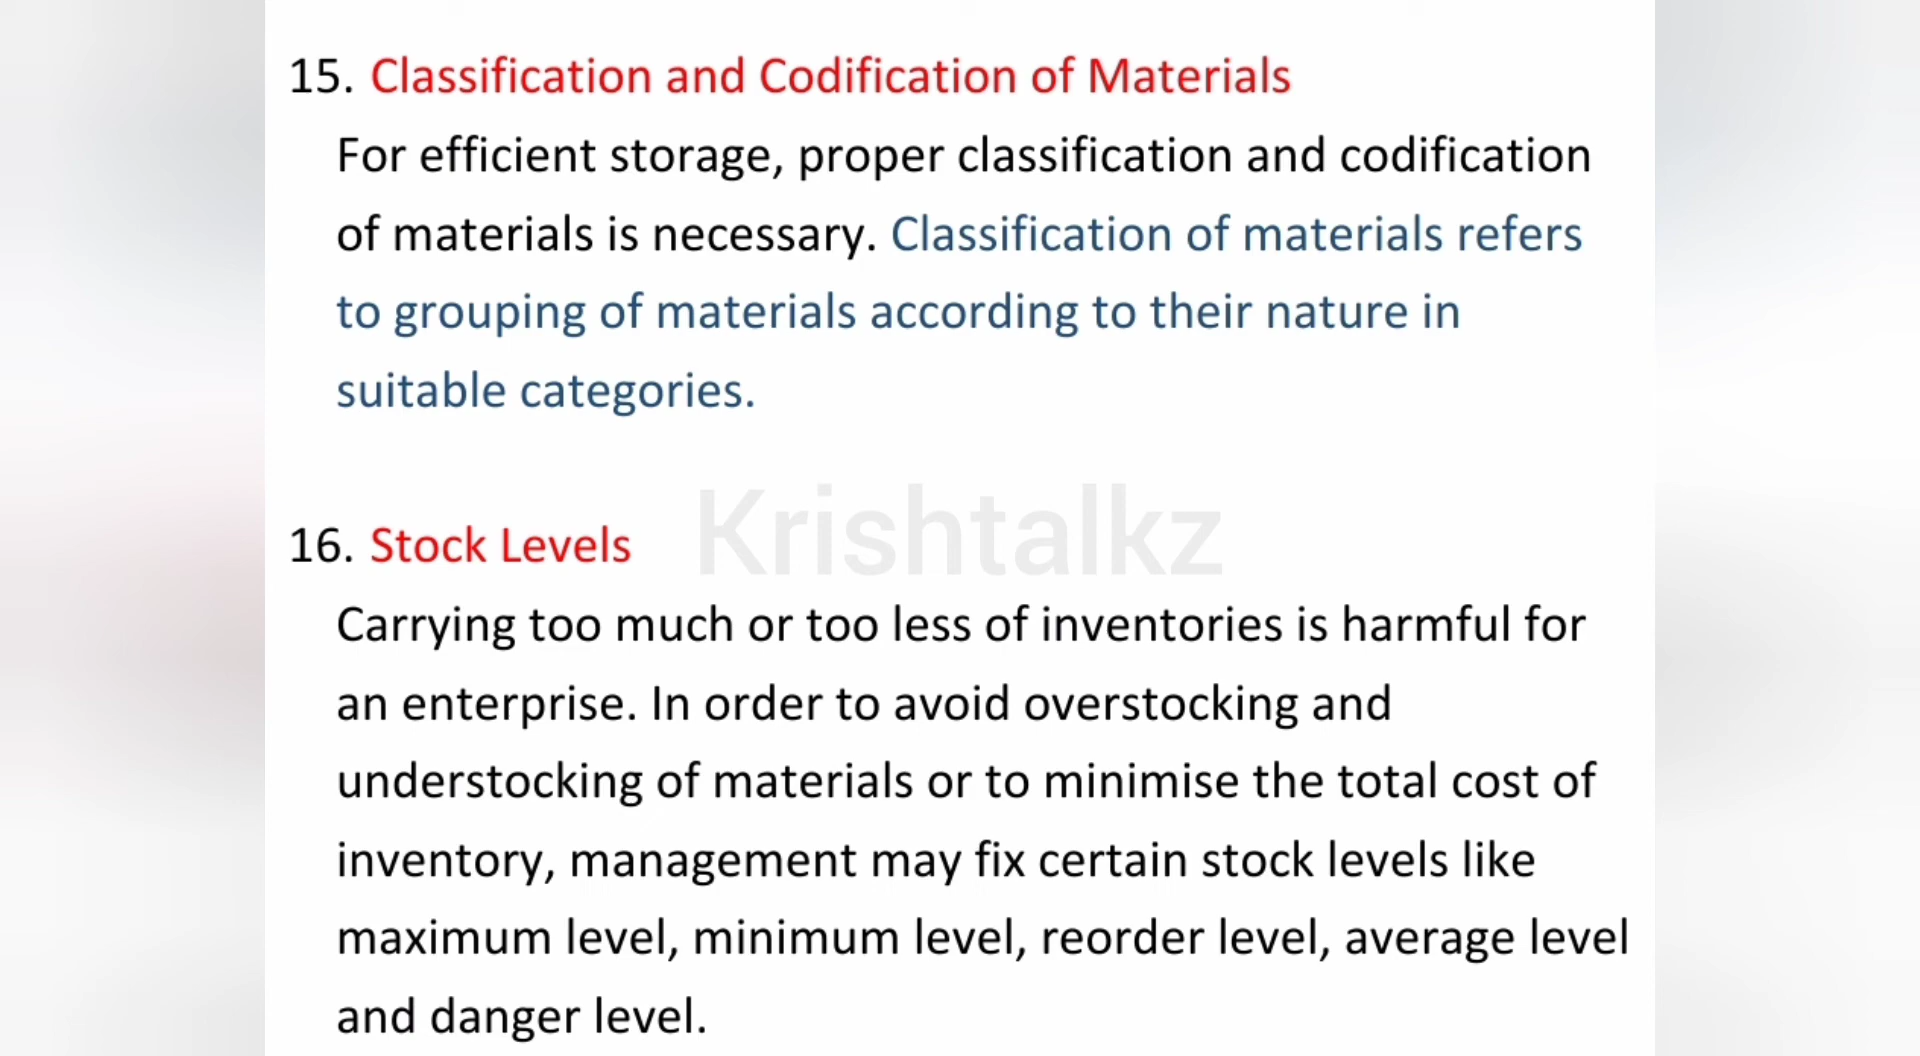 15. Classification and Codification of Materials
For efficient storage, proper classification and codification
of materials is necessary. Classification of materials refers
to grouping of materials according to their nature in
suitable categories.
Krishtalkz
16. Stock Levels
Carrying too much or too less of inventories is harmful for
an enterprise. In order to avoid overstocking and
understocking of materials or to minimise the total cost of
inventory, management may fix certain stock levels like
maximum level, minimum level, reorder level, average level
and danger level.